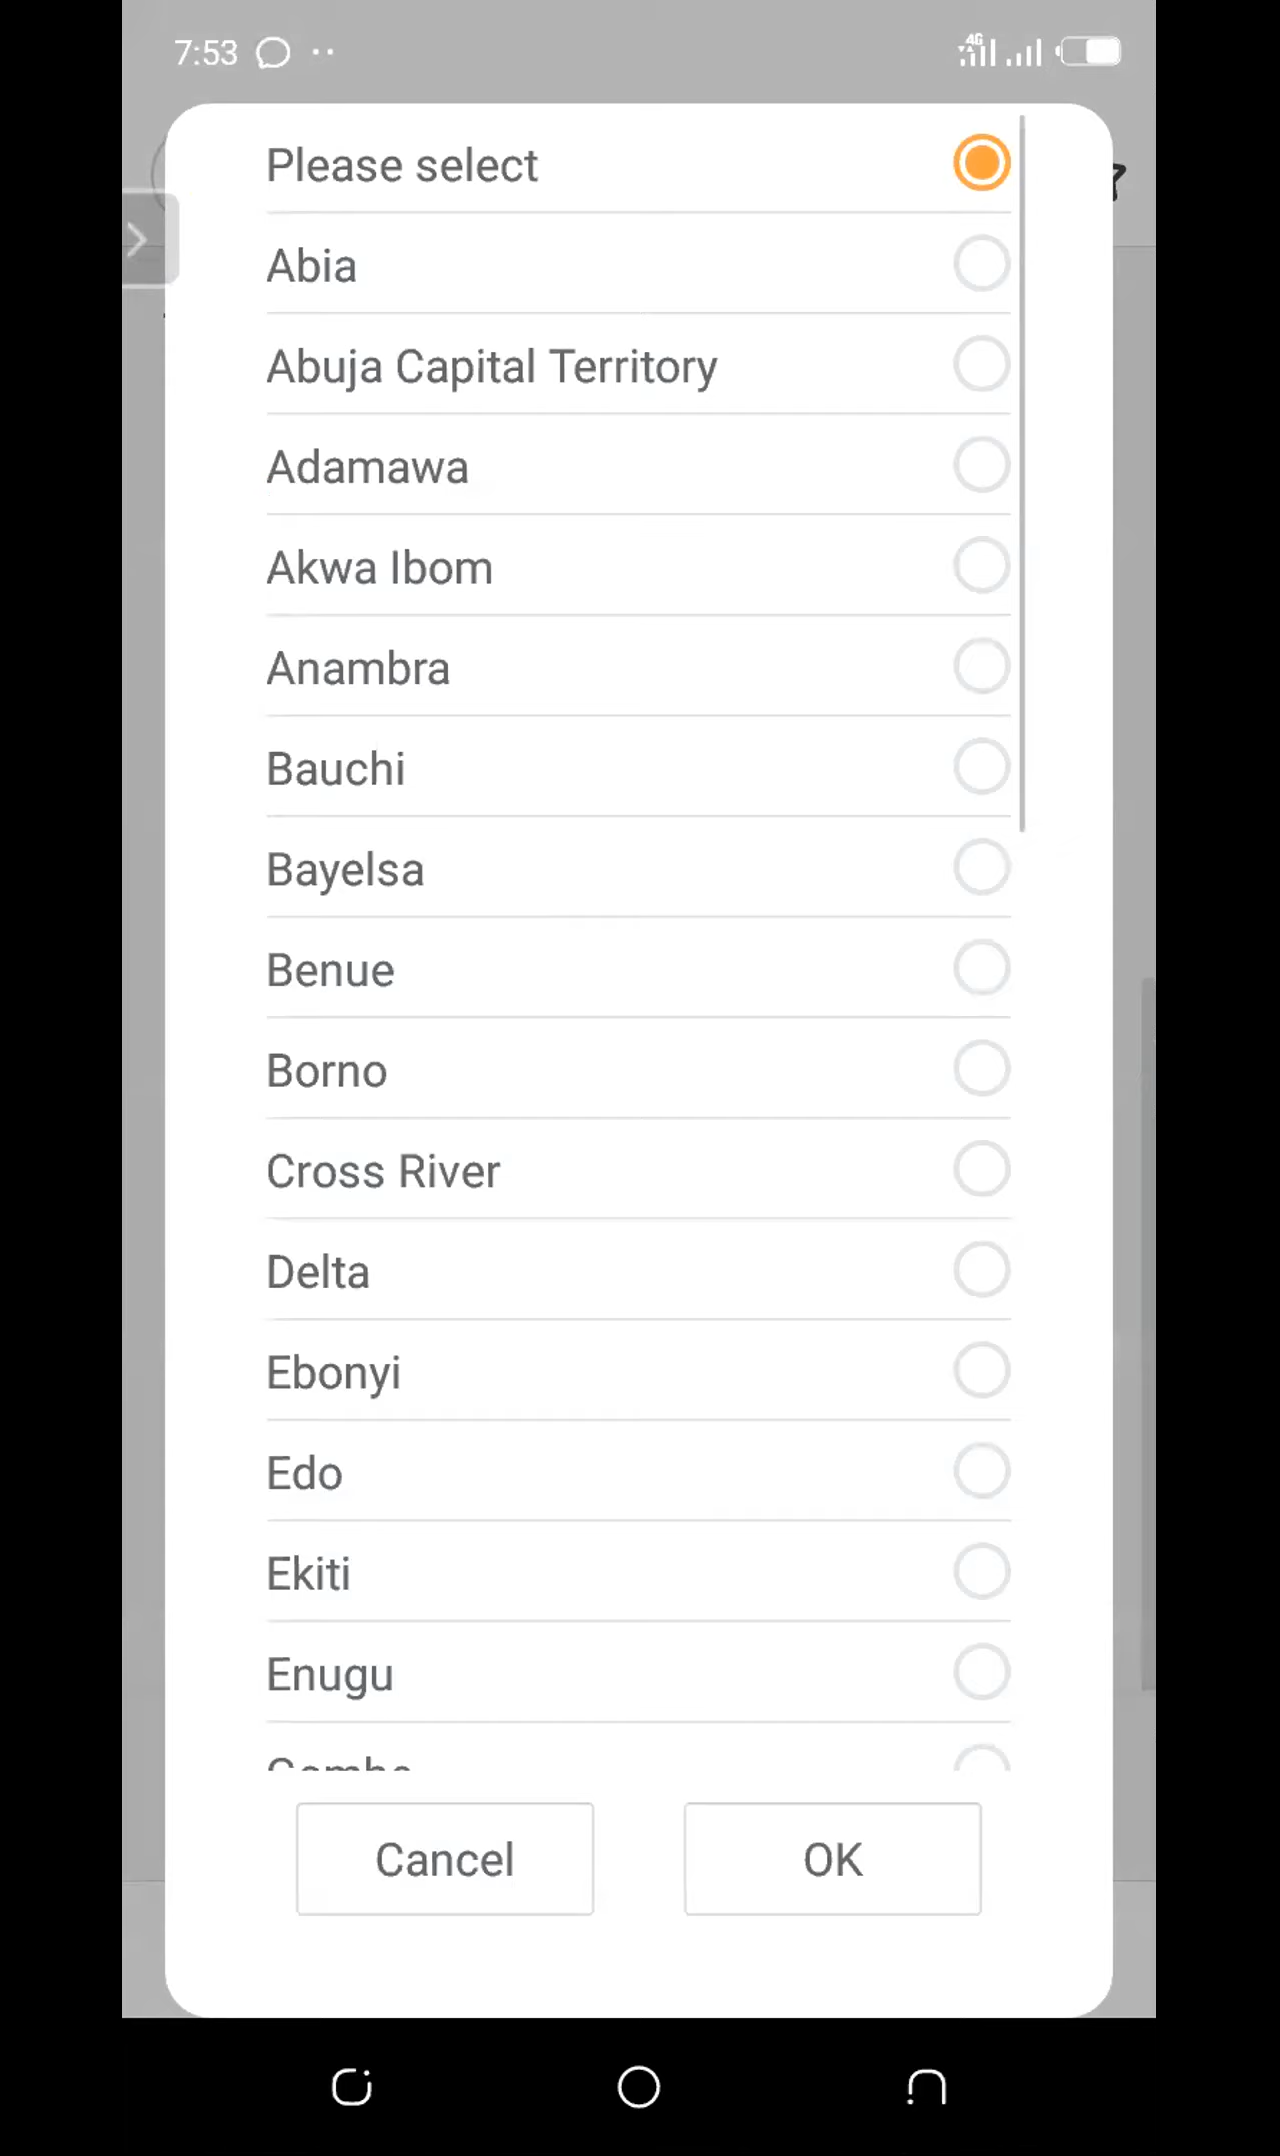 7:53
4G
Please select
Abia
Abuja Capital Territory
Adamawa
Akwa Ibom
Anambra
Bauchi
Bayelsa
Benue
Borno
Cross River
Delta
Ebonyi
Edo
Ekiti
Enugu
Cancel
OK